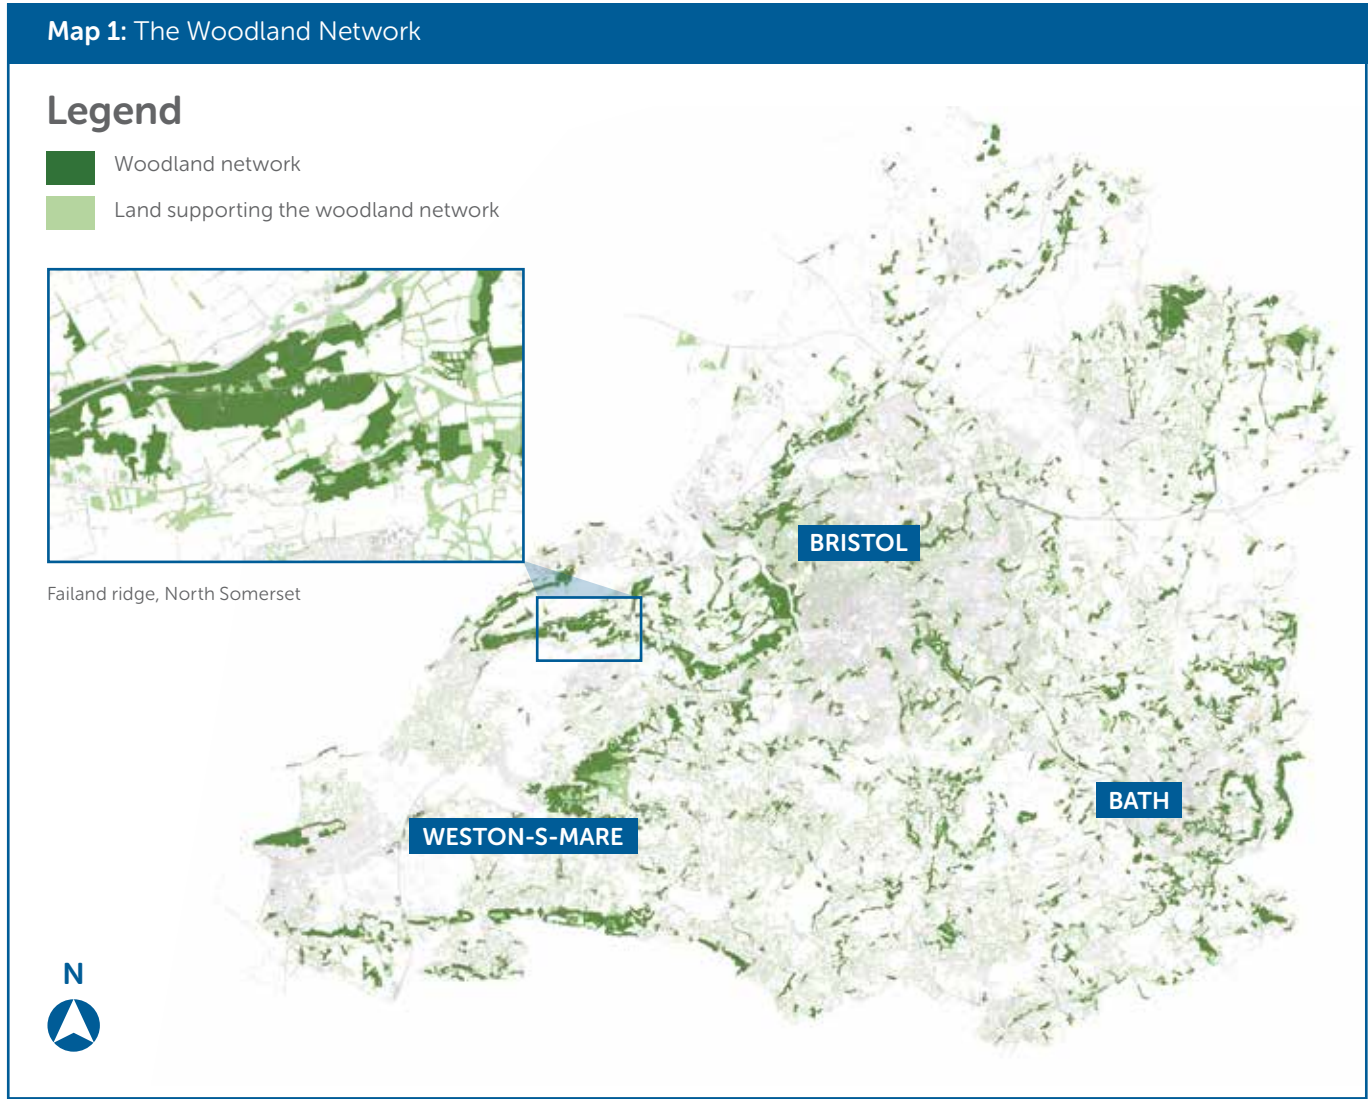 Map 1: The Woodland Network
Legend
Woodland network
Land supporting the woodland network
Failand ridge, North Somerset
BRISTOL
BATH
WESTON-S-MARE
N